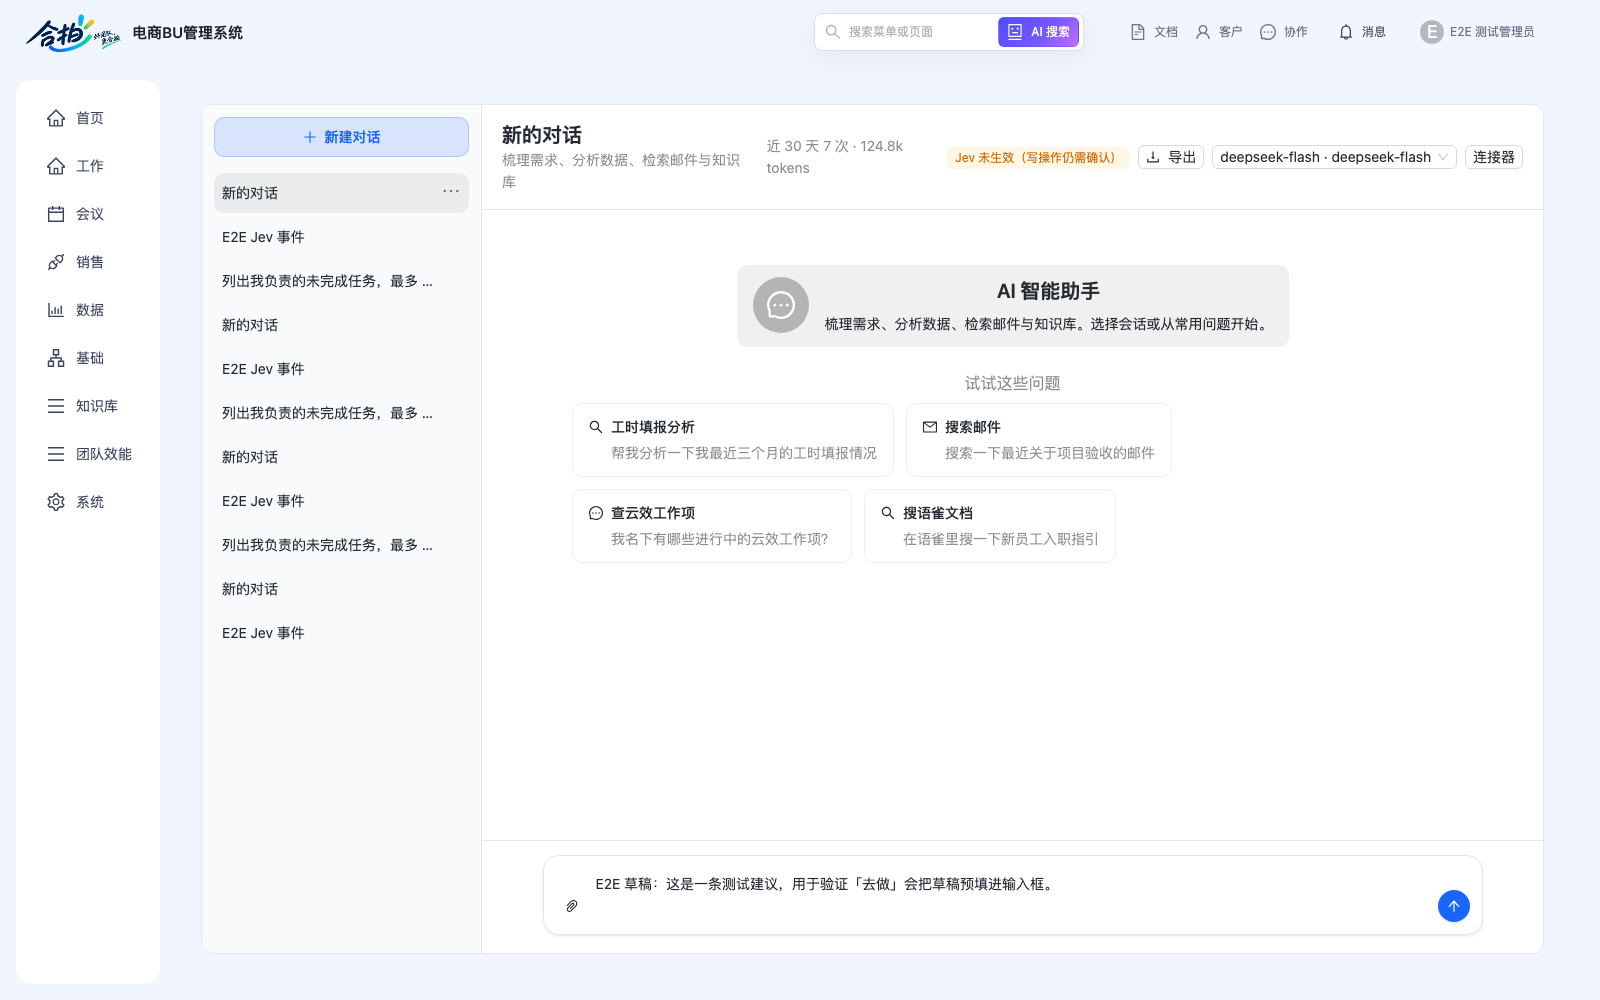 合拍
电商BU管理系统
搜索菜单或页面
AI 搜索
文档
客户
协作
消息
E
E2E 测试管理员
首页
工作
会议
销售
数据
基础
知识库
团队效能
系统
新建对话
新的对话
E2E Jev 事件
列出我负责的未完成任务，最多 ...
新的对话
E2E Jev 事件
列出我负责的未完成任务，最多 ...
新的对话
E2E Jev 事件
列出我负责的未完成任务，最多 ...
新的对话
E2E Jev 事件
新的对话
梳理需求、分析数据、检索邮件与知识
库
近 30 天 7 次 · 124.8k
tokens
Jev 未生效（写操作仍需确认）
导出
deepseek-flash · deepseek-flash
连接器
AI 智能助手
梳理需求、分析数据、检索邮件与知识库。选择会话或从常用问题开始。
试试这些问题
工时填报分析
帮我分析一下我最近三个月的工时填报情况
搜索邮件
搜索一下最近关于项目验收的邮件
查云效工作项
我名下有哪些进行中的云效工作项?
搜语雀文档
在语雀里搜一下新员工入职指引
E2E 草稿：这是一条测试建议，用于验证「去做」会把草稿预填进输入框。